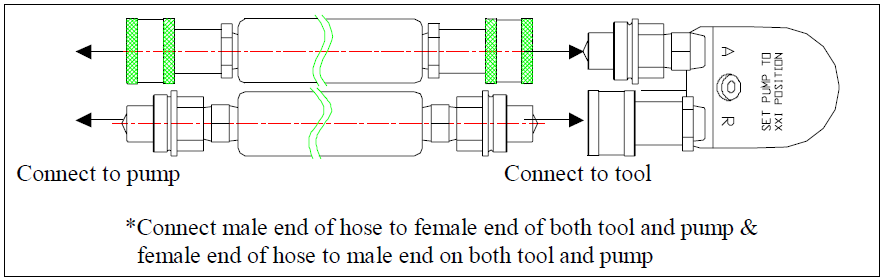 A
R
SET PUMP TO
XXI POSITION
Connect to pump
Connect to tool
*Connect male end of hose to female end of both tool and pump &
female end of hose to male end on both tool and pump